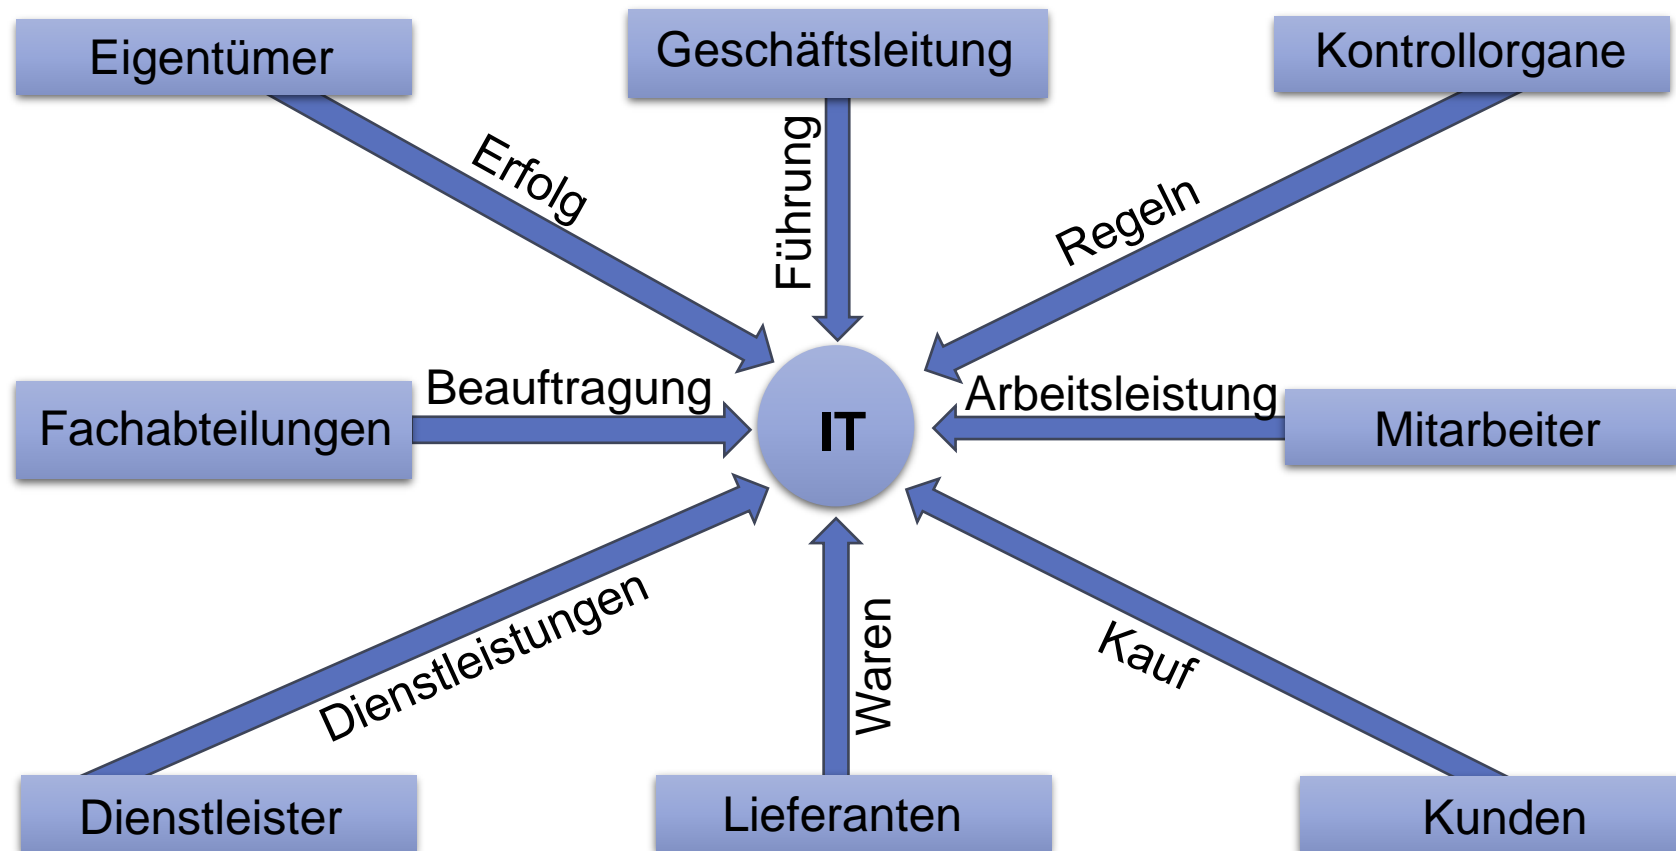 Eigentümer
Geschäftsleitung
Kontrollorgane
Erfolg
Führung
Regeln
Fachabteilungen
Beauftragung
IT
Arbeitsleistung
Mitarbeiter
Dienstleistungen
Waren
Kauf
Dienstleister
Lieferanten
Kunden